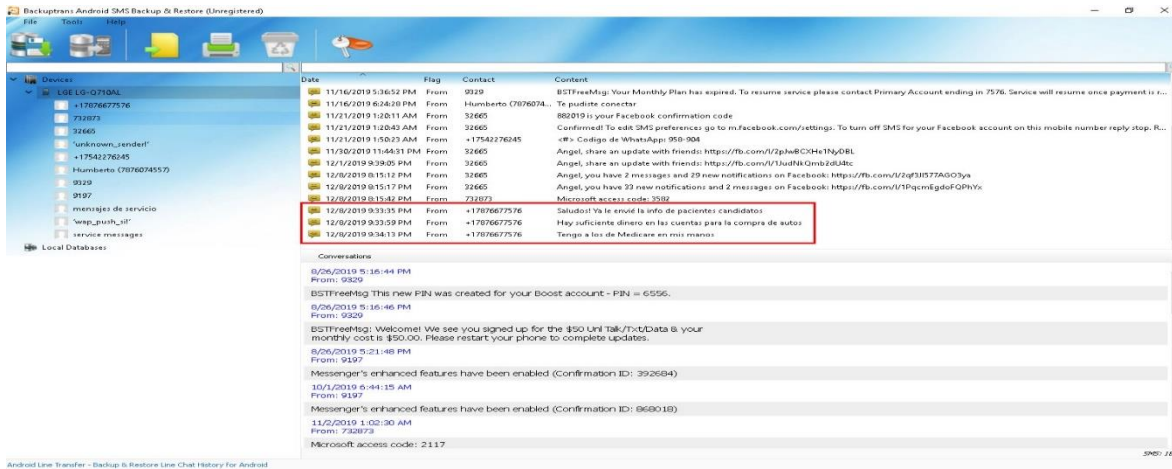 Backuptrans Android SMS Backup & Restore (Unregistered)
File Tools Help
Devices
LGE LG-Q710AL
+17876677576
732873
32665
'unknown_sender!'
+17542276245
Humberto (7876074557)
9329
9197
mensajes de servicio
'wap_push_si!'
service messages
Local Databases
Date Flag Contact Content
11/16/2019 5:36:52 PM From 9329 BSTFreeMsg: Your Monthly Plan has expired. To resume service please contact Primary Account ending in 7576. Service will resume once payment is r...
11/16/2019 6:24:28 PM From Humberto (7876074... Te pudiste conectar
11/21/2019 1:20:11 AM From 32665 882019 is your Facebook confirmation code
11/21/2019 1:20:43 AM From 32665 Confirmed! To edit SMS preferences go to m.facebook.com/settings. To turn off SMS for your Facebook account on this mobile number reply stop. R...
11/21/2019 1:50:23 AM From +17542276245 <#> Codigo de WhatsApp: 958-904
11/30/2019 11:44:31 PM From 32665 Angel, share an update with friends: https://fb.com/l/2pJwBCXHe1NyDBL
12/1/2019 9:39:05 PM From 32665 Angel, share an update with friends: https://fb.com/l/1JudNkQmb2dU4tc
12/8/2019 8:15:12 PM From 32665 Angel, you have 2 messages and 29 new notifications on Facebook: https://fb.com/l/2qf3JI577AGO3ya
12/8/2019 8:15:17 PM From 32665 Angel, you have 33 new notifications and 2 messages on Facebook: https://fb.com/l/1PqcmEgdoFQPhYx
12/8/2019 8:15:42 PM From 732873 Microsoft access code: 3582
12/8/2019 9:33:35 PM From +17876677576 Saludos! Ya le envié la info de pacientes candidatos
12/8/2019 9:33:59 PM From +17876677576 Hay suficiente dinero en las cuentas para la compra de autos
12/8/2019 9:34:13 PM From +17876677576 Tengo a los de Medicare en mis manos
Conversations
8/26/2019 5:16:44 PM
From: 9329
BSTFreeMsg This new PIN was created for your Boost account - PIN = 6556.
8/26/2019 5:16:46 PM
From: 9329
BSTFreeMsg: Welcome! We see you signed up for the $50 Unl Talk/Txt/Data & your
monthly cost is $50.00. Please restart your phone to complete updates.
8/26/2019 5:21:48 PM
From: 9197
Messenger's enhanced features have been enabled (Confirmation ID: 392684)
10/1/2019 6:44:15 AM
From: 9197
Messenger's enhanced features have been enabled (Confirmation ID: 868018)
11/2/2019 1:02:30 AM
From: 732873
Microsoft access code: 2117
Android Line Transfer - Backup & Restore Line Chat History for Android